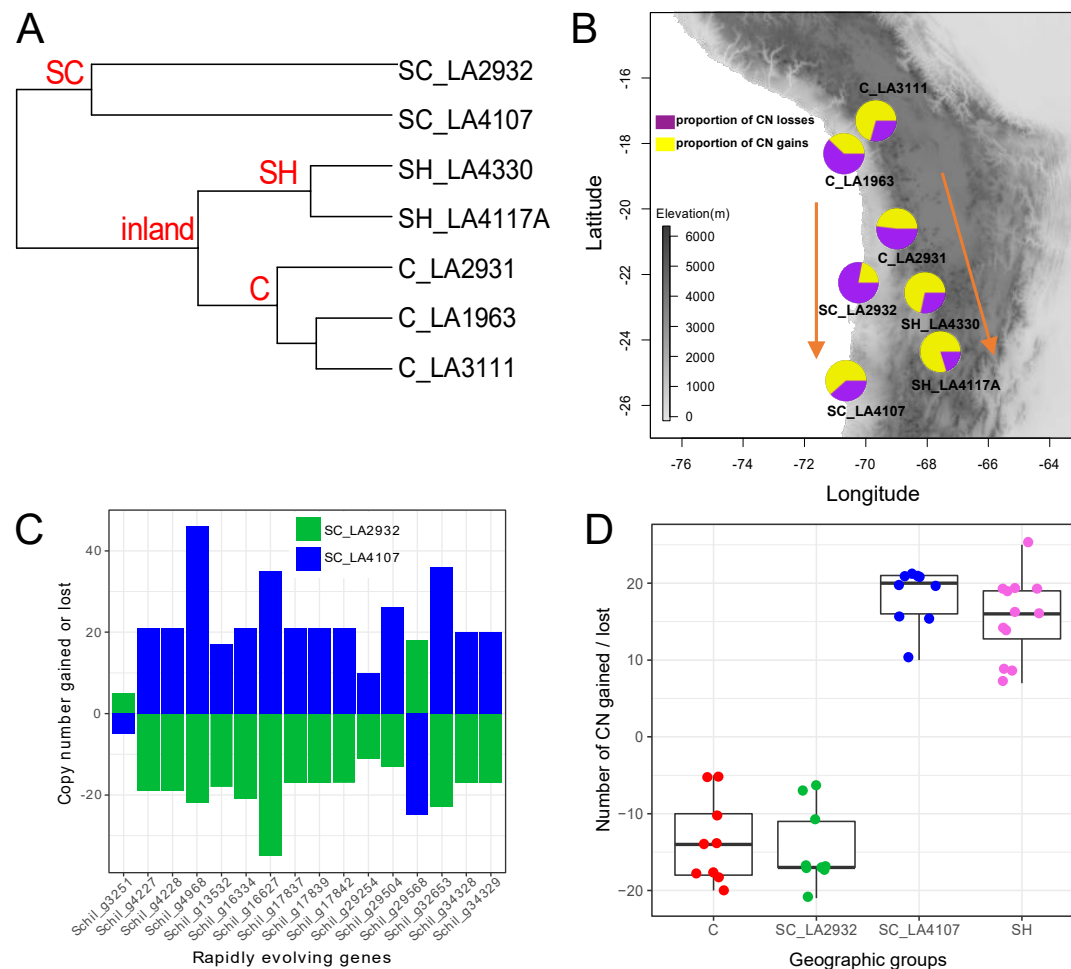 A
SC
SC_LA2932
SC_LA4107
SH
SH_LA4330
SH_LA4117A
inland
C
C_LA2931
C_LA1963
C_LA3111
B
proportion of CN losses
proportion of CN gains
C_LA3111
C_LA1963
C_LA2931
SC_LA2932
SH_LA4330
SH_LA4117A
SC_LA4107
Elevation(m)
6000
5000
4000
3000
2000
1000
0
Latitude
-16
-18
-20
-22
-24
-26
-76
-74
-72
-70
-68
-66
-64
Longitude
C
SC_LA2932
SC_LA4107
Copy number gained or lost
40
20
0
-20
Schil_g3251
Schil_g4227
Schil_g4228
Schil_g4968
Schil_g13532
Schil_g16334
Schil_g16627
Schil_g17837
Schil_g17839
Schil_g17842
Schil_g29254
Schil_g29504
Schil_g29568
Schil_g32653
Schil_g34328
Schil_g34329
Rapidly evolving genes
D
Number of CN gained / lost
20
10
0
−10
−20
C
SC_LA2932
SC_LA4107
SH
Geographic groups